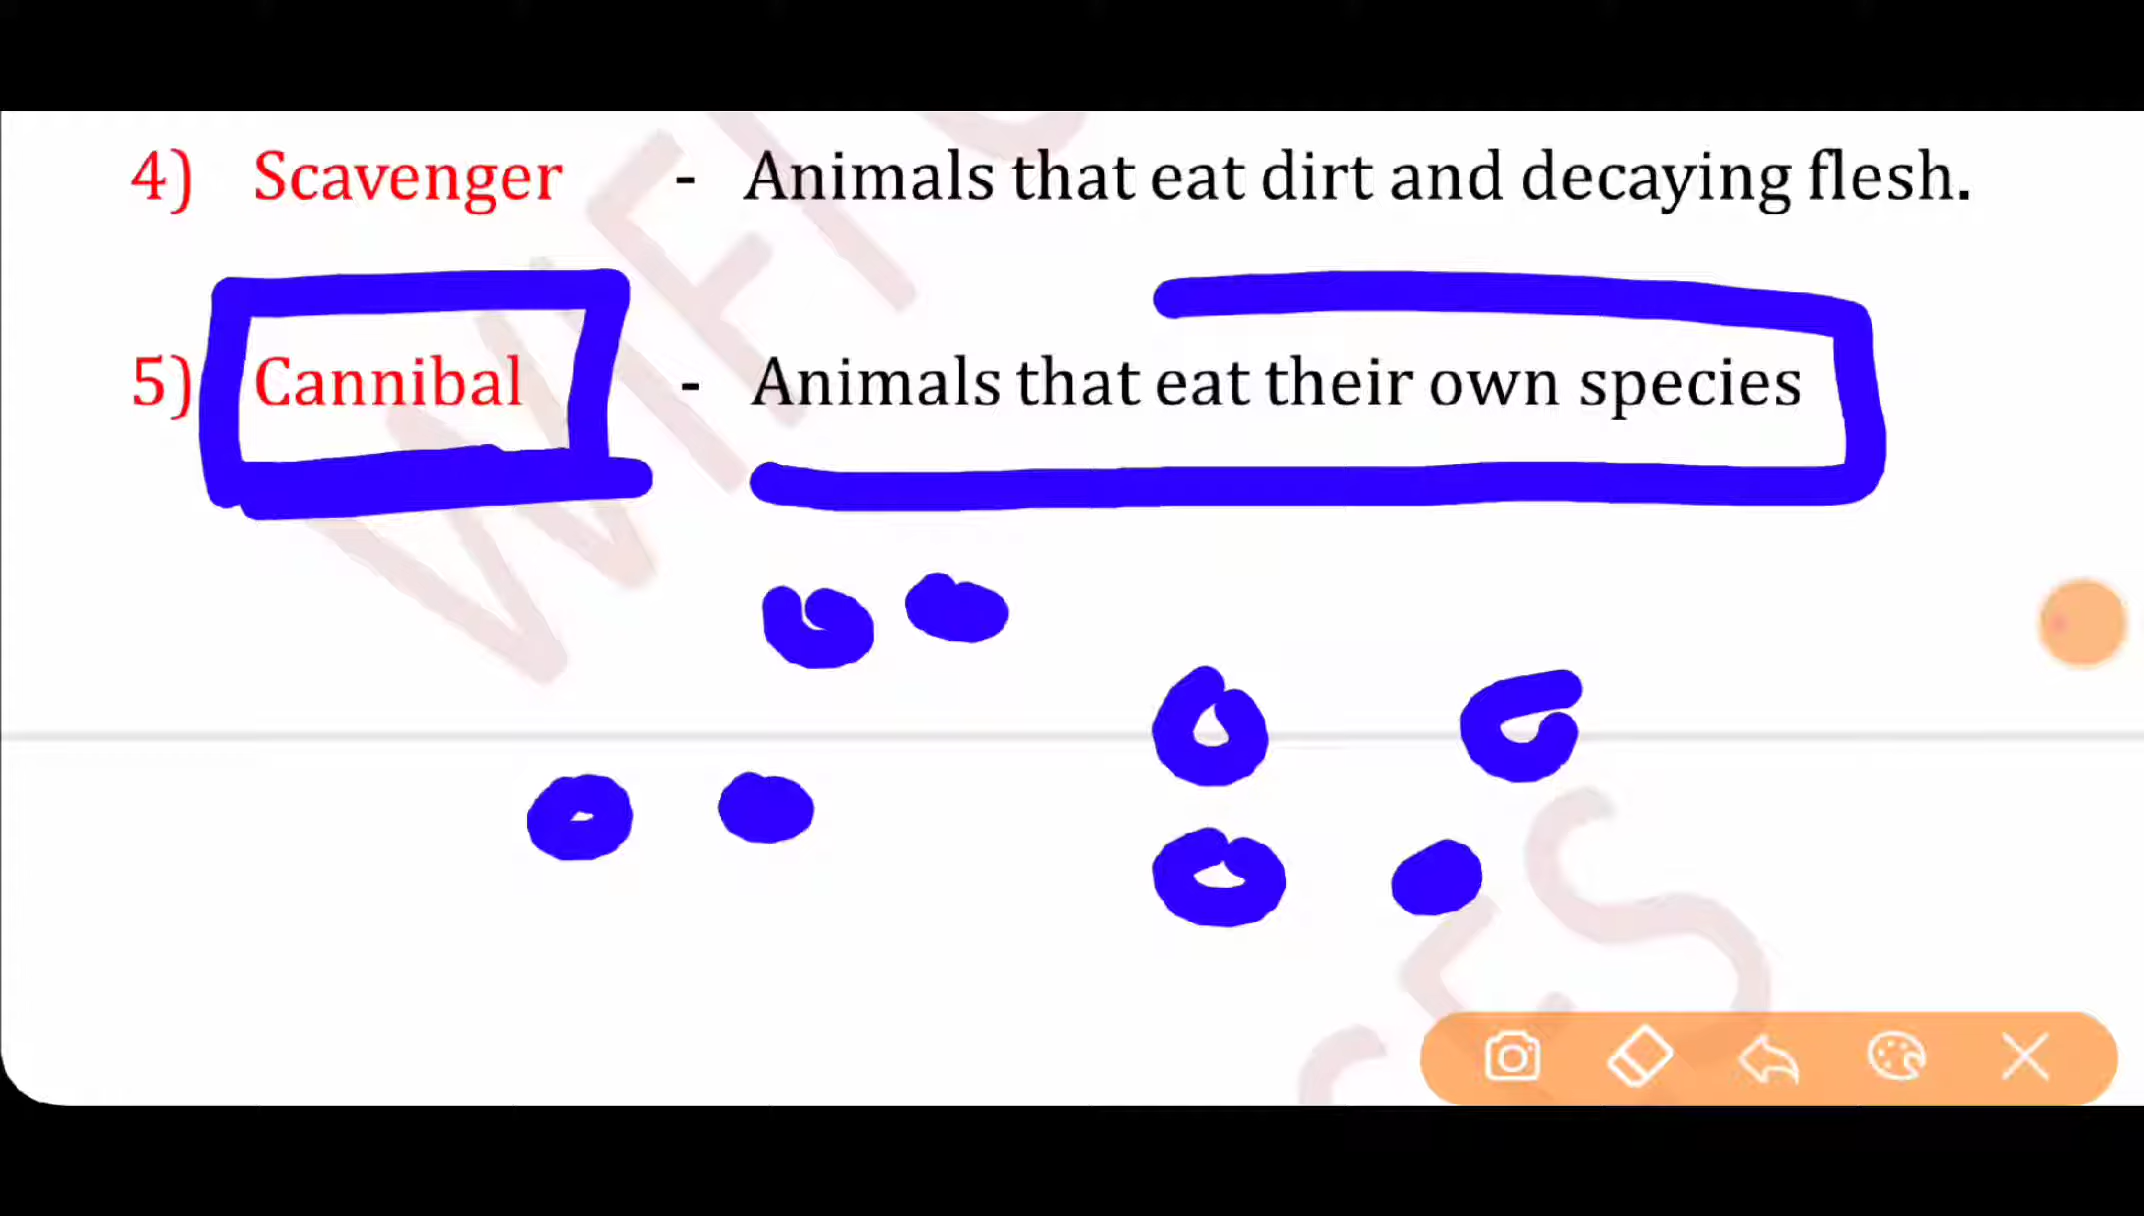 4) Scavenger - Animals that eat dirt and decaying flesh.
5) Cannibal - Animals that eat their own species